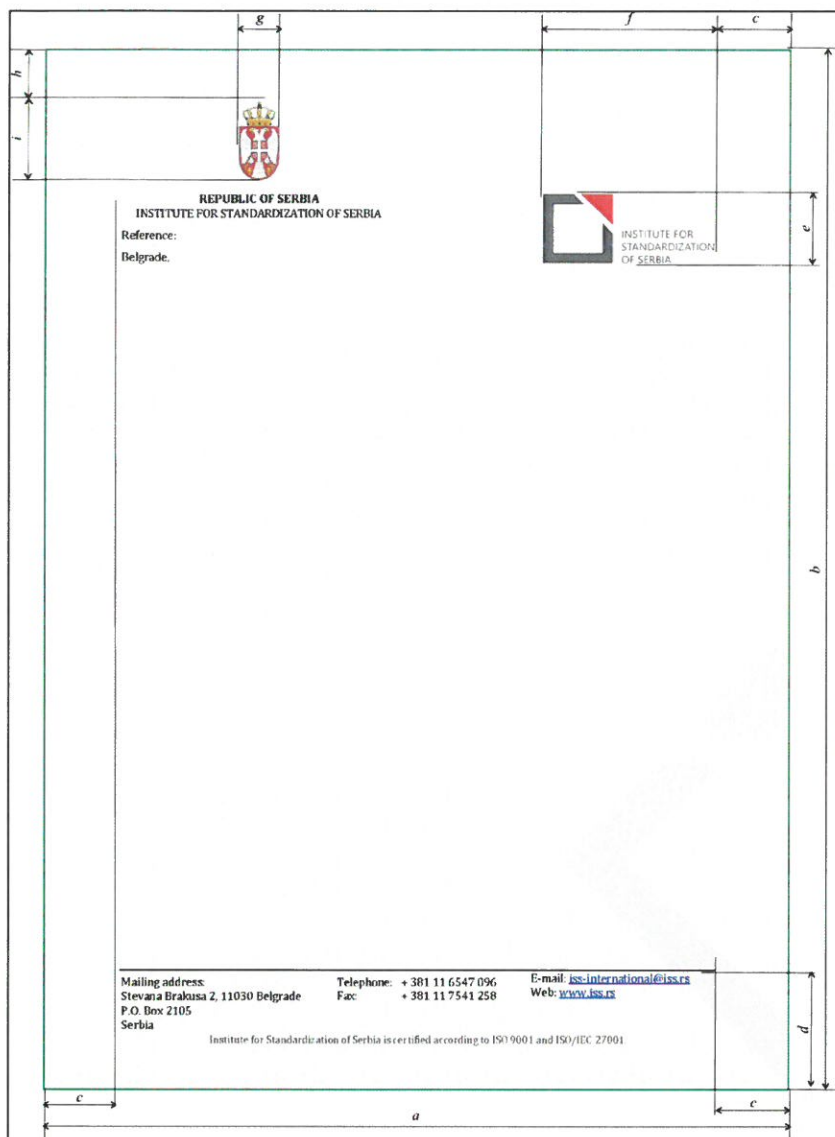 g
f
c
h
i
REPUBLIC OF SERBIA
INSTITUTE FOR STANDARDIZATION OF SERBIA
Reference:
Belgrade,
INSTITUTE FOR
STANDARDIZATION
OF SERBIA
e
b
Mailing address:
Stevana Brakusa 2, 11030 Belgrade
P.O. Box 2105
Serbia
Telephone: + 381 11 6547 096
Fax: + 381 11 7541 258
E-mail: iss-international@iss.rs
Web: www.iss.rs
Institute for Standardization of Serbia is certified according to ISO 9001 and ISO/IEC 27001.
d
c
c
a